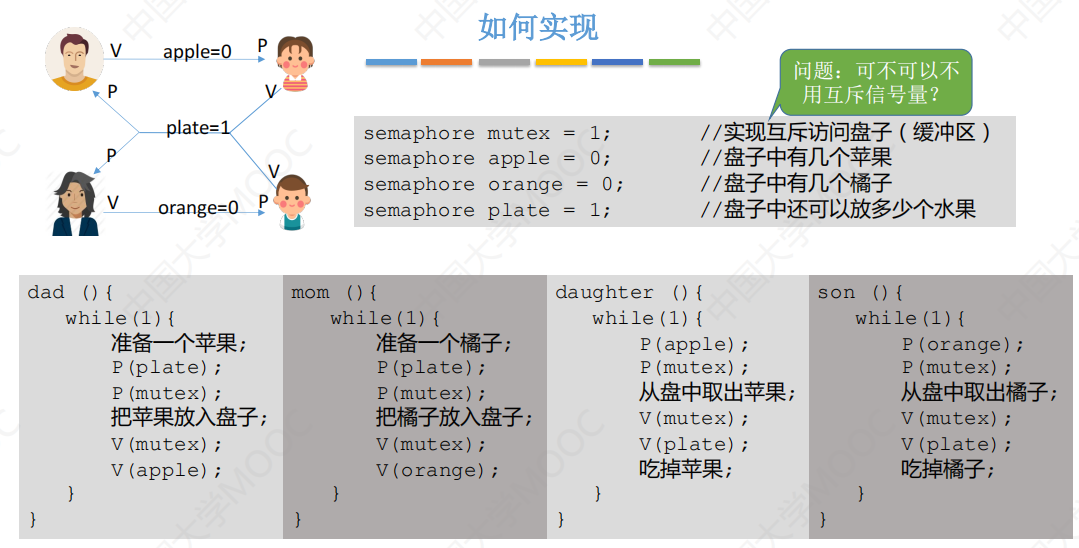 如何实现
V
apple=0
P
P
V
plate=1
P
V
V
orange=0
P
问题：可不可以不
用互斥信号量？
semaphore mutex = 1; //实现互斥访问盘子（缓冲区）
semaphore apple = 0; //盘子中有几个苹果
semaphore orange = 0; //盘子中有几个橘子
semaphore plate = 1; //盘子中还可以放多少个水果
dad (){
while(1){
准备一个苹果;
P(plate);
P(mutex);
把苹果放入盘子;
V(mutex);
V(apple);
}
}
mom (){
while(1){
准备一个橘子;
P(plate);
P(mutex);
把橘子放入盘子;
V(mutex);
V(orange);
}
}
daughter (){
while(1){
P(apple);
P(mutex);
从盘中取出苹果;
V(mutex);
V(plate);
吃掉苹果;
}
}
son (){
while(1){
P(orange);
P(mutex);
从盘中取出橘子;
V(mutex);
V(plate);
吃掉橘子;
}
}
中国大学MOOC